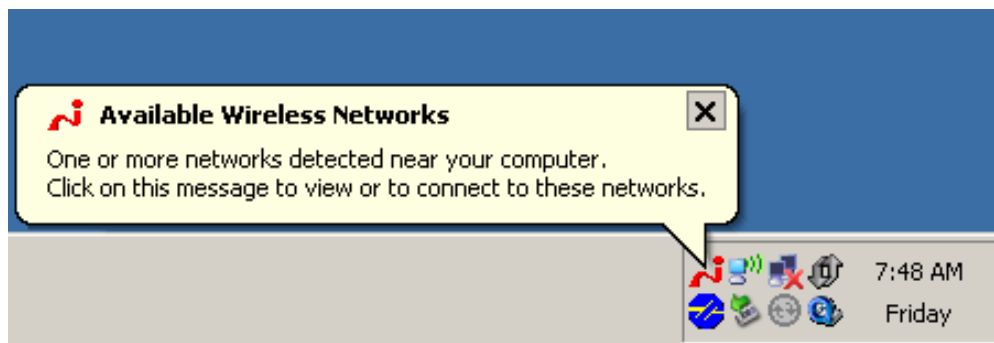 Available Wireless Networks
One or more networks detected near your computer.
Click on this message to view or to connect to these networks.
7:48 AM
Friday